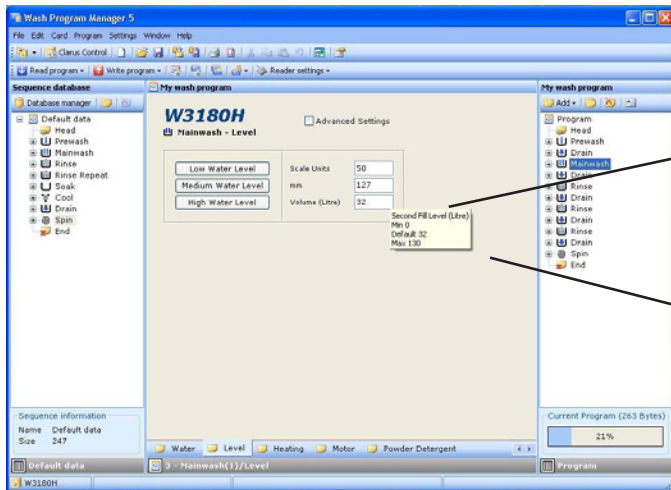 Wash Program Manager 5
File Edit Card Program Settings Window Help
Clarus Control
Read program Write program Reader settings
Sequence database
Database manager
Default data
Head
Prewash
Mainwash
Rinse
Rinse Repeat
Soak
Cool
Drain
Spin
End
Sequence information
Name Default data
Size 247
Default data
My wash program
W3180H
Mainwash - Level
Advanced Settings
Low Water Level
Medium Water Level
High Water Level
Scale Units 50
mm 127
Volume (Litre) 32
Second Fill Level (Litre)
Min 0
Default 32
Max 130
Water Level Heating Motor Powder Detergent
3 - Mainwash(1)/Level
My wash program
Add
Program
Head
Prewash
Drain
Mainwash
Drain
Rinse
Drain
Rinse
Drain
Rinse
Drain
Spin
End
Current Program (263 Bytes)
21%
Program
W3180H